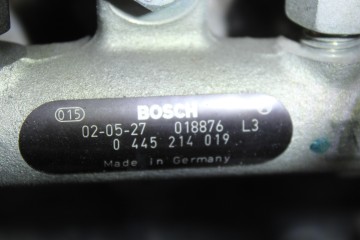 015 BOSCH
02-05-27 018876 L3
0 445 214 019
Made in Germany